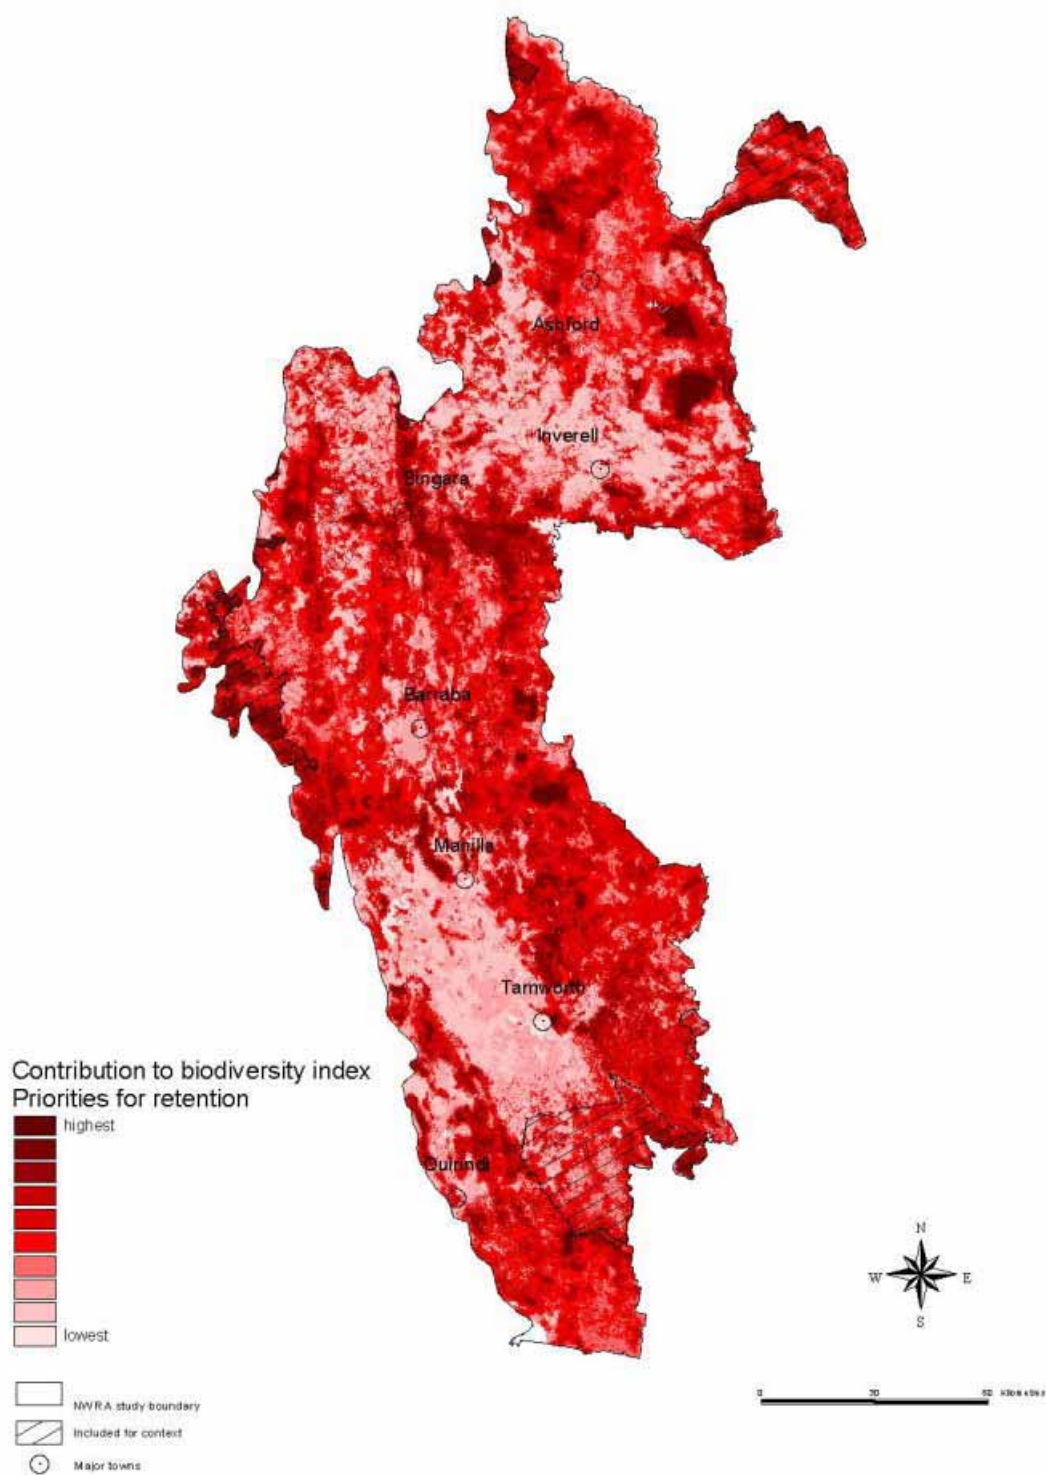 Ashford
Inverell
Bingara
Barraba
Manilla
Tamworth
Contribution to biodiversity index
Priorities for retention
highest
Quirindi
N
W E
S
lowest
0 30 60 Kilometres
NWRA study boundary
Included for context
Major towns